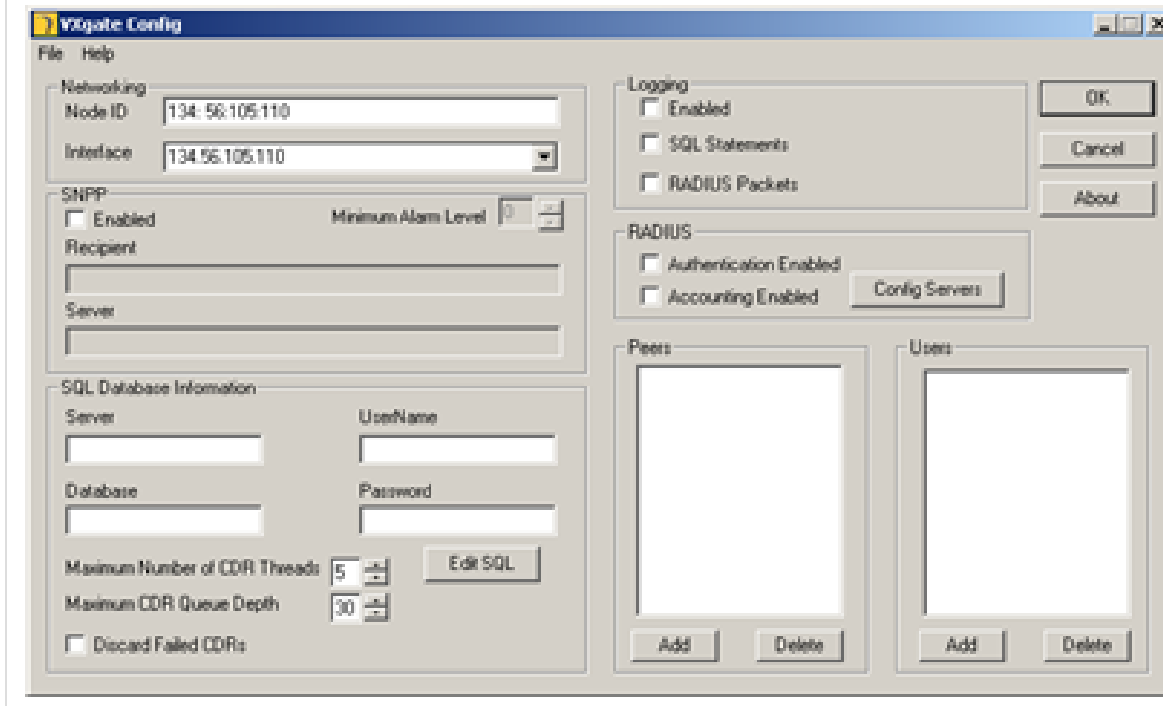 VXgate Config
File Help
Networking
Node ID 134: 56:105:110
Interface 134.56.105.110
SNPP
Enabled Minimum Alarm Level 0
Recipient
Server
SQL Database Information
Server UserName
Database Password
Maximum Number of CDR Threads 5 Edit SQL
Maximum CDR Queue Depth 30
Discard Failed CDRs
Logging
Enabled
SQL Statements
RADIUS Packets
OK
Cancel
About
RADIUS
Authentication Enabled
Accounting Enabled Config Servers
Peers
Add Delete
Users
Add Delete